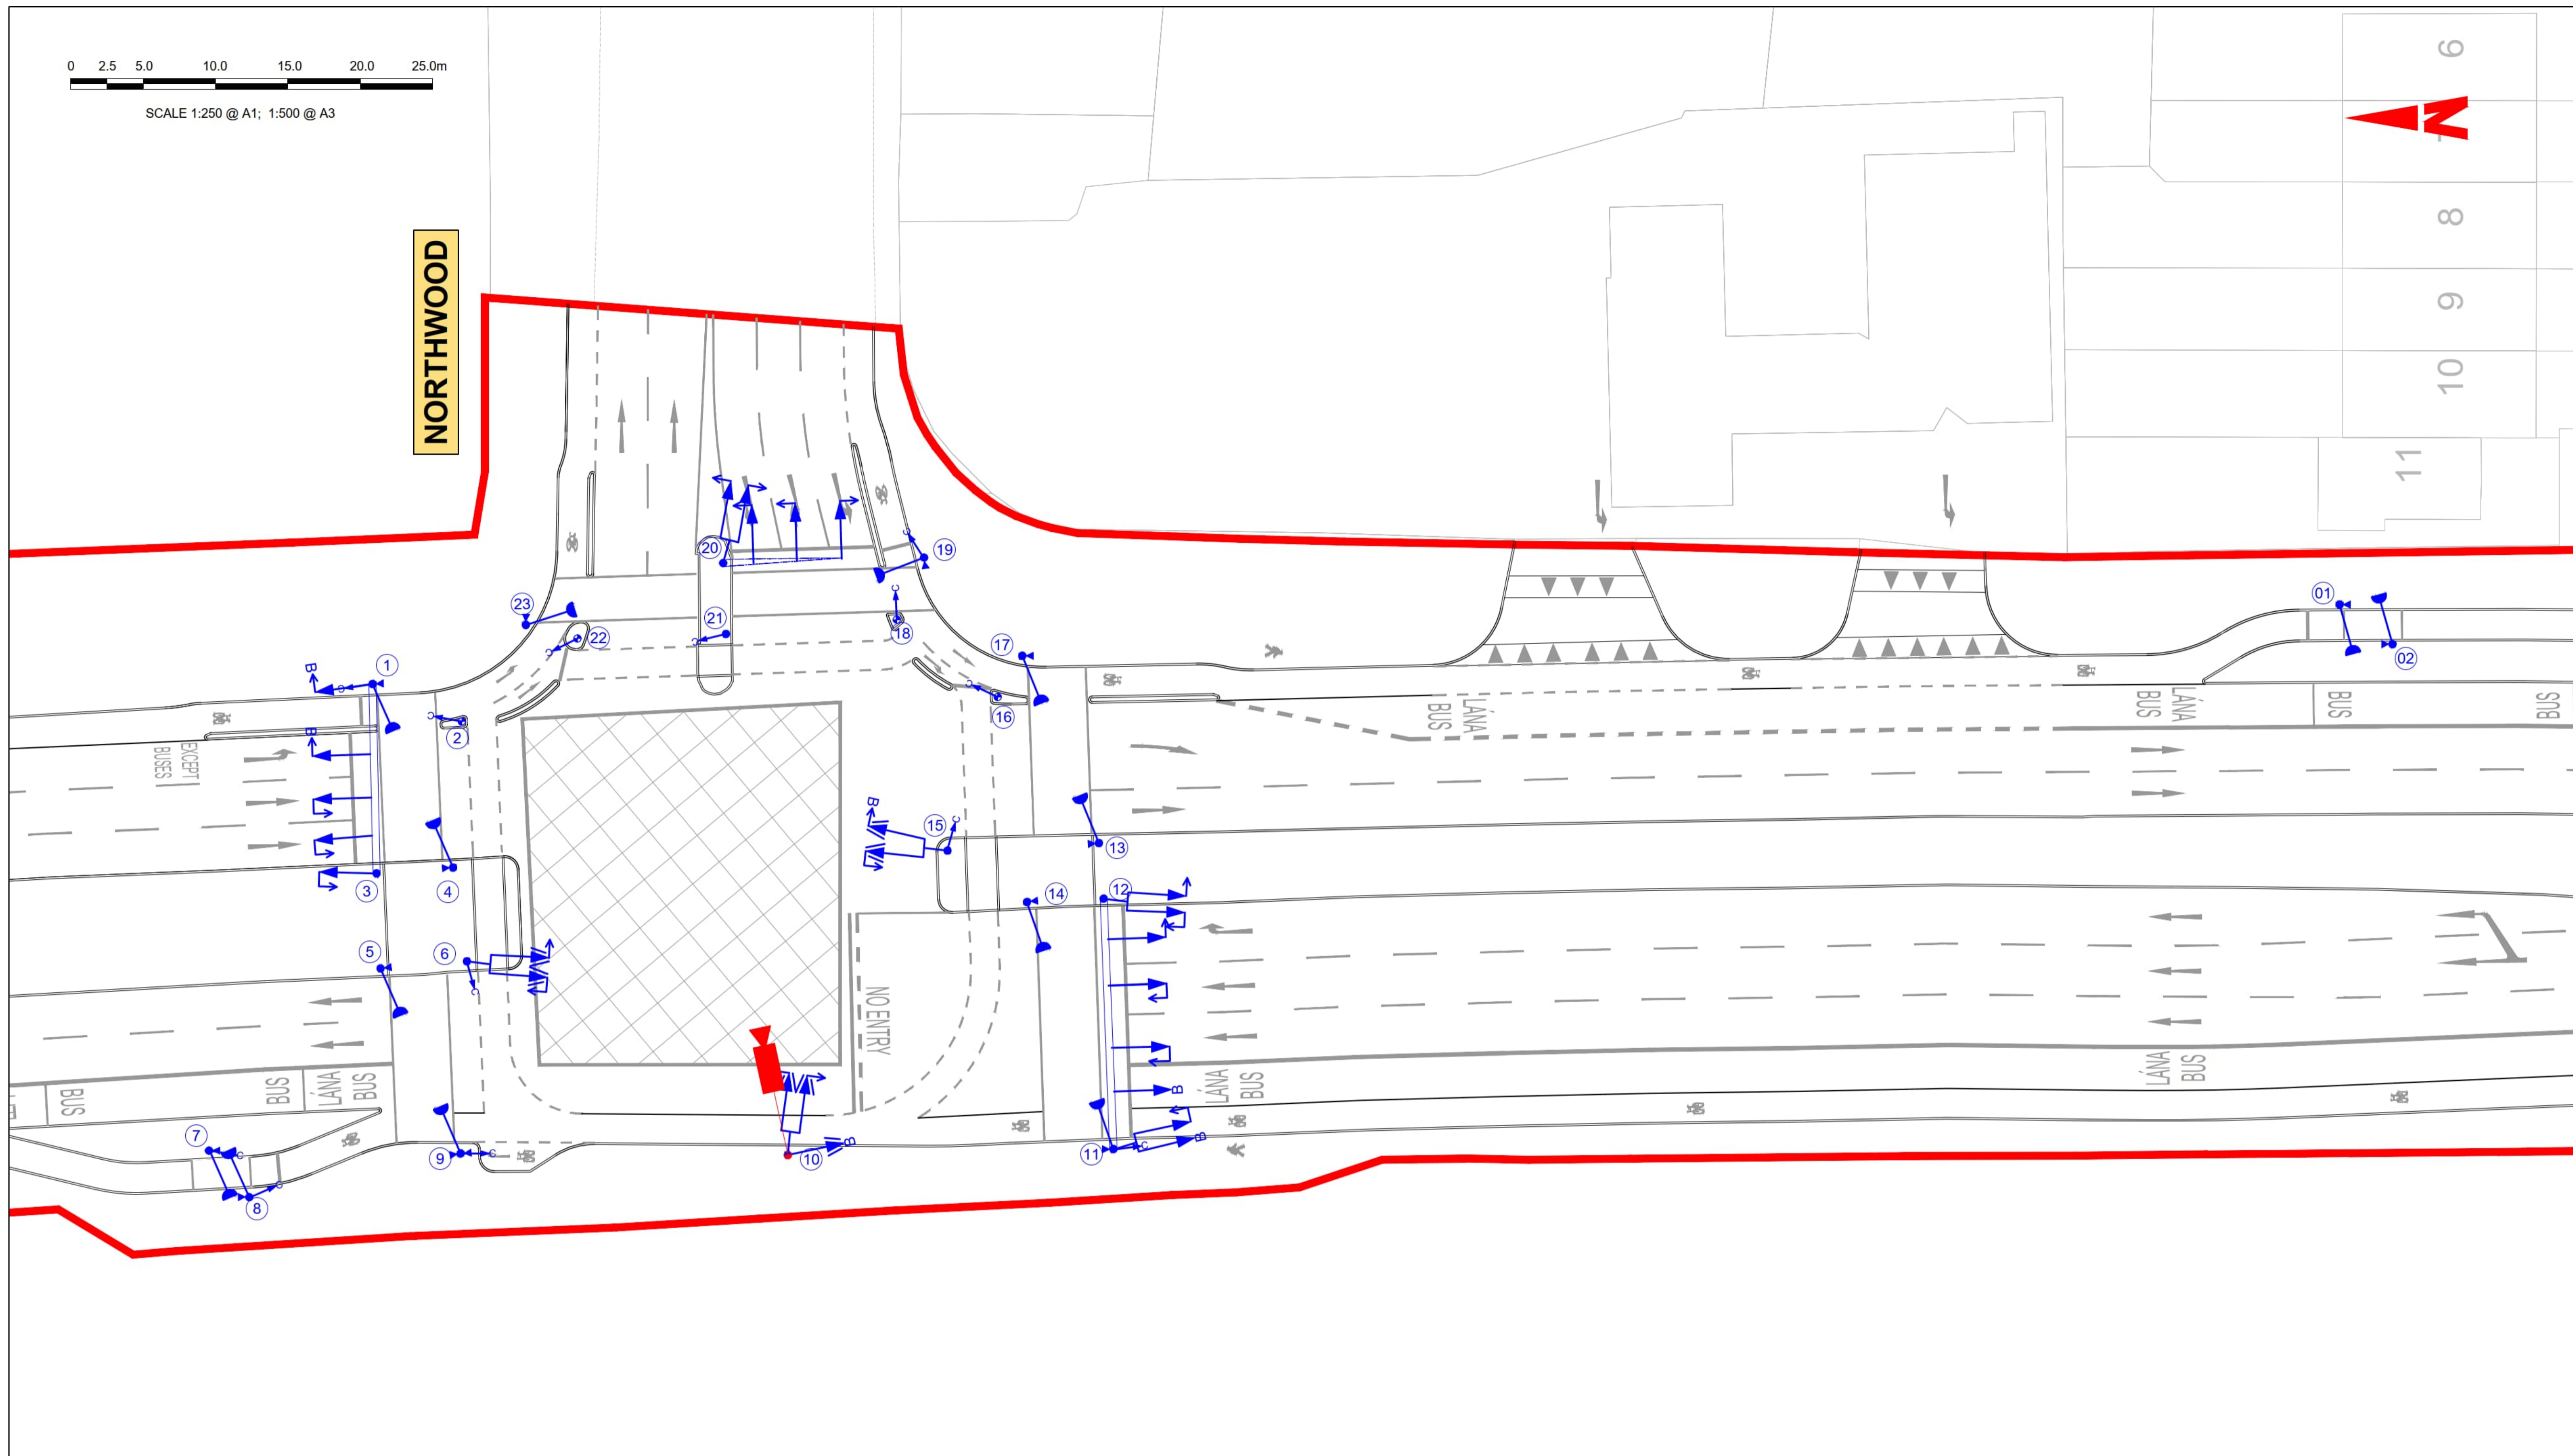 0 2.5 5.0 10.0 15.0 20.0 25.0m
SCALE 1:250 @ A1; 1:500 @ A3
N
6
8
9
10
11
NORTHWOOD
20
19
23
22
21
18
17
16
01
02
1
B
C
2
B
EXCEPT
BUSES
LÁNA
BUS
LÁNA
BUS
BUS
BUS
B
15
C
13
3
4
14
12
5
6
C
NO ENTRY
BUS
BUS
LÁNA
BUS
LÁNA
BUS
LÁNA
BUS
B
7
8
9
C
10
B
11
C
B